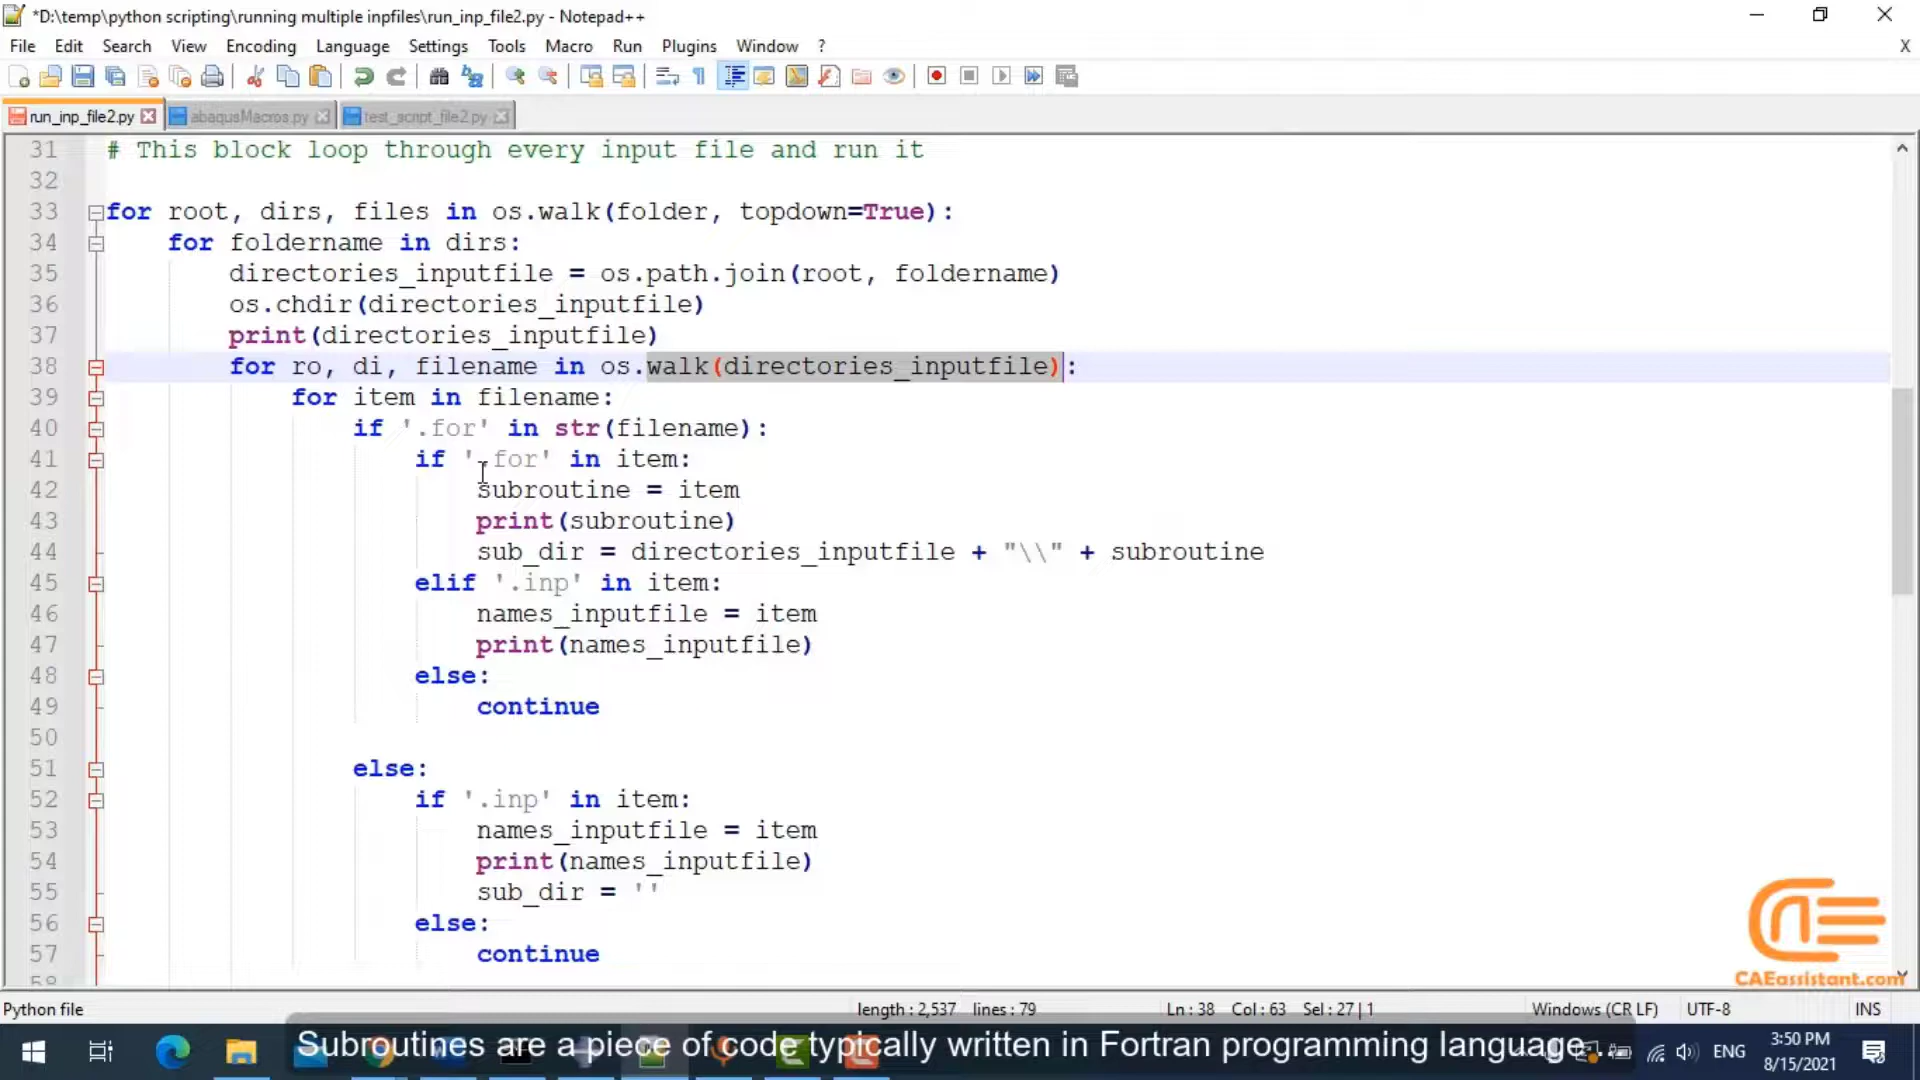 *D:\temp\python scripting\running multiple inpfiles\run_inp_file2.py - Notepad++
File Edit Search View Encoding Language Settings Tools Macro Run Plugins Window ? X
run_inp_file2.py abaqusMacros.py test_script_file2.py
31 # This block loop through every input file and run it
32
33 for root, dirs, files in os.walk(folder, topdown=True):
34 for foldername in dirs:
35 directories_inputfile = os.path.join(root, foldername)
36 os.chdir(directories_inputfile)
37 print(directories_inputfile)
38 for ro, di, filename in os.walk(directories_inputfile):
39 for item in filename:
40 if '.for' in str(filename):
41 if '.for' in item:
42 subroutine = item
43 print(subroutine)
44 sub_dir = directories_inputfile + "\\" + subroutine
45 elif '.inp' in item:
46 names_inputfile = item
47 print(names_inputfile)
48 else:
49 continue
50
51 else:
52 if '.inp' in item:
53 names_inputfile = item
54 print(names_inputfile)
55 sub_dir = ''
56 else:
57 continue
58
CAEassistant.com
Python file length : 2,537 lines : 79 Ln : 38 Col : 63 Sel : 27 | 1 Windows (CR LF) UTF-8 INS
Subroutines are a piece of code typically written in Fortran programming language...
ENG
3:50 PM
8/15/2021